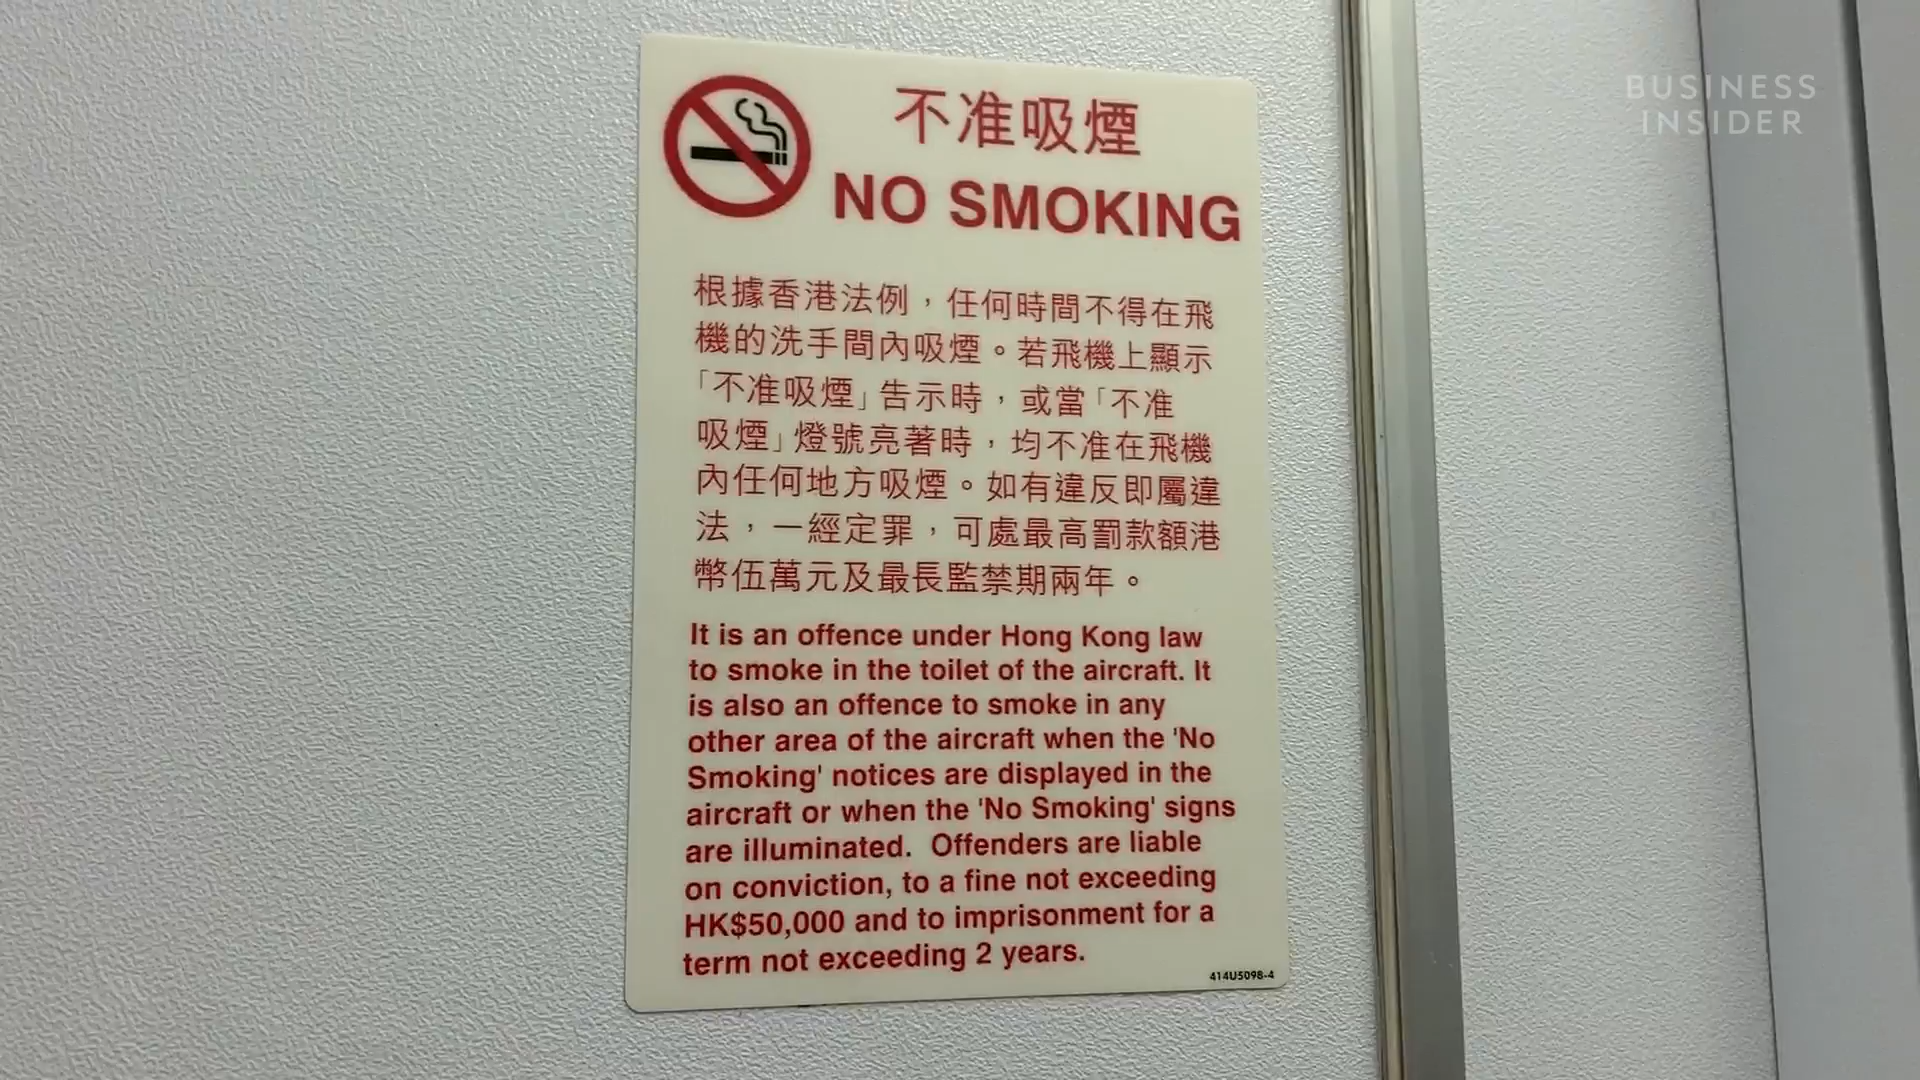 BUSINESS
INSIDER
不准吸煙
NO SMOKING
根據香港法例，任何時間不得在飛
機的洗手間內吸煙。若飛機上顯示
「不准吸煙」告示時，或當「不准
吸煙」燈號亮著時，均不准在飛機
內任何地方吸煙。如有違反即屬違
法，一經定罪，可處最高罰款額港
幣伍萬元及最長監禁期兩年。
It is an offence under Hong Kong law
to smoke in the toilet of the aircraft. It
is also an offence to smoke in any
other area of the aircraft when the 'No
Smoking' notices are displayed in the
aircraft or when the 'No Smoking' signs
are illuminated.  Offenders are liable
on conviction, to a fine not exceeding
HK$50,000 and to imprisonment for a
term not exceeding 2 years.
414U5098-4